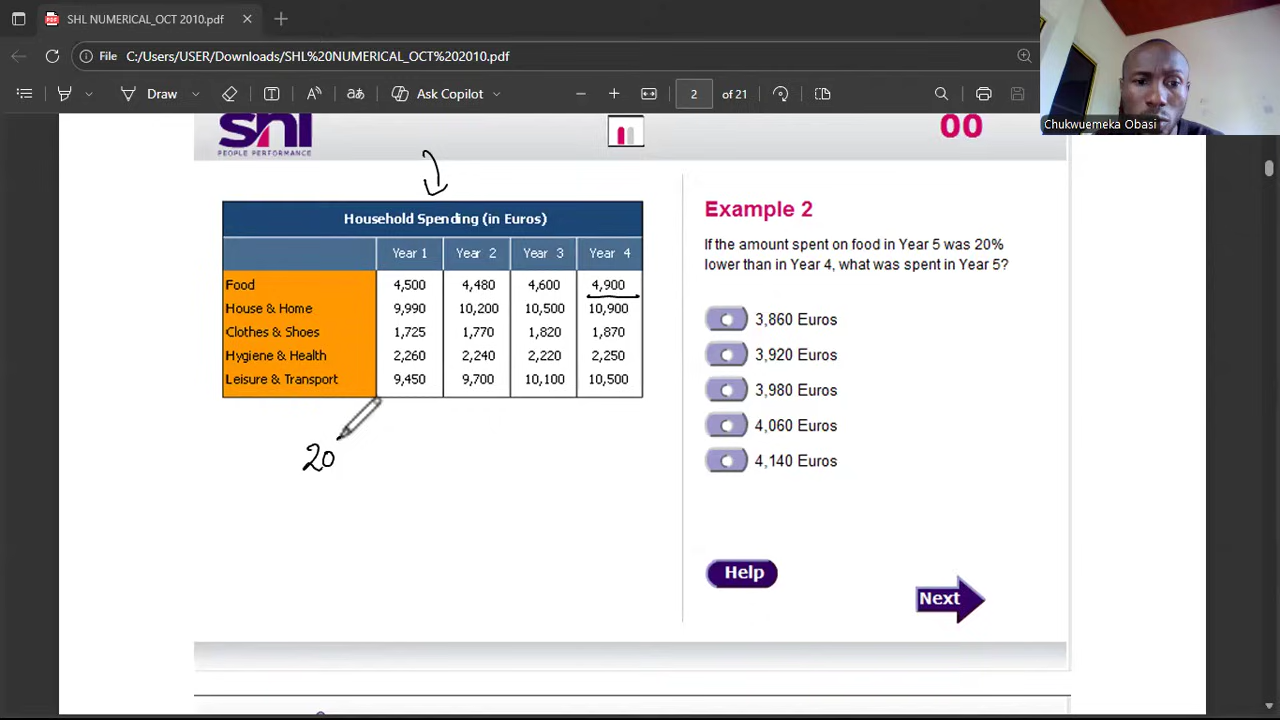 SHL NUMERICAL_OCT 2010.pdf
File C:/Users/USER/Downloads/SHL%20NUMERICAL_OCT%202010.pdf
Draw
aあ
Ask Copilot
2 of 21
Chukwuemeka Obasi
shl
PEOPLE PERFORMANCE
00
Household Spending (in Euros)
Year 1 Year 2 Year 3 Year 4
Food 4,500 4,480 4,600 4,900
House & Home 9,990 10,200 10,500 10,900
Clothes & Shoes 1,725 1,770 1,820 1,870
Hygiene & Health 2,260 2,240 2,220 2,250
Leisure & Transport 9,450 9,700 10,100 10,500
20
Example 2
If the amount spent on food in Year 5 was 20%
lower than in Year 4, what was spent in Year 5?
3,860 Euros
3,920 Euros
3,980 Euros
4,060 Euros
4,140 Euros
Help
Next